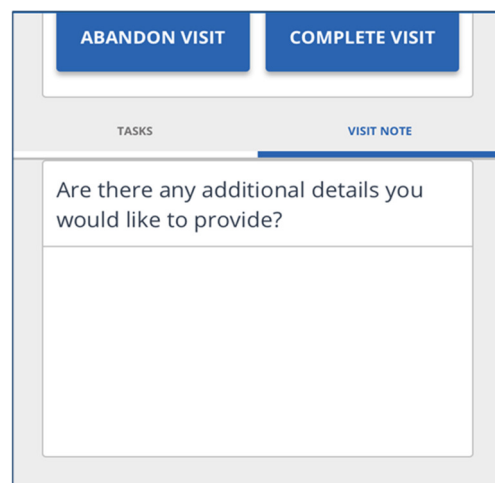 ABANDON VISIT COMPLETE VISIT
TASKS VISIT NOTE
Are there any additional details you
would like to provide?